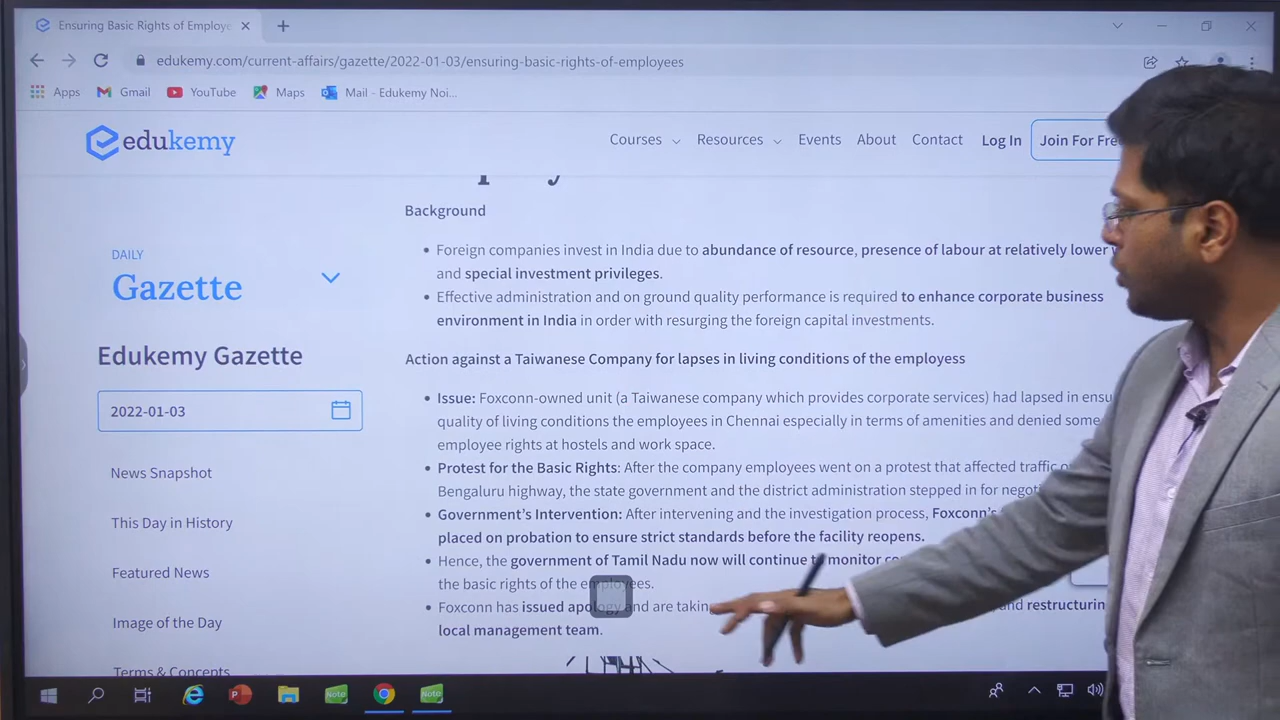 Ensuring Basic Rights of Employe
edukemy.com/current-affairs/gazette/2022-01-03/ensuring-basic-rights-of-employees
Apps Gmail YouTube Maps Mail - Edukemy Noi...
edukemy Courses Resources Events About Contact Log In Join For Fre
Background
• Foreign companies invest in India due to abundance of resource, presence of labour at relatively lower
and special investment privileges.
• Effective administration and on ground quality performance is required to enhance corporate business
environment in India in order with resurging the foreign capital investments.
Action against a Taiwanese Company for lapses in living conditions of the employess
• Issue: Foxconn-owned unit (a Taiwanese company which provides corporate services) had lapsed in ensu
quality of living conditions the employees in Chennai especially in terms of amenities and denied some
employee rights at hostels and work space.
• Protest for the Basic Rights: After the company employees went on a protest that affected traffic
Bengaluru highway, the state government and the district administration stepped in for negoti
• Government's Intervention: After intervening and the investigation process, Foxconn's
placed on probation to ensure strict standards before the facility reopens.
• Hence, the government of Tamil Nadu now will continue to monitor
the basic rights of the employees.
• Foxconn has issued apology and are takin and restructurin
local management team.
DAILY
Gazette
Edukemy Gazette
2022-01-03
News Snapshot
This Day in History
Featured News
Image of the Day
Terms & Concepts
Note Note